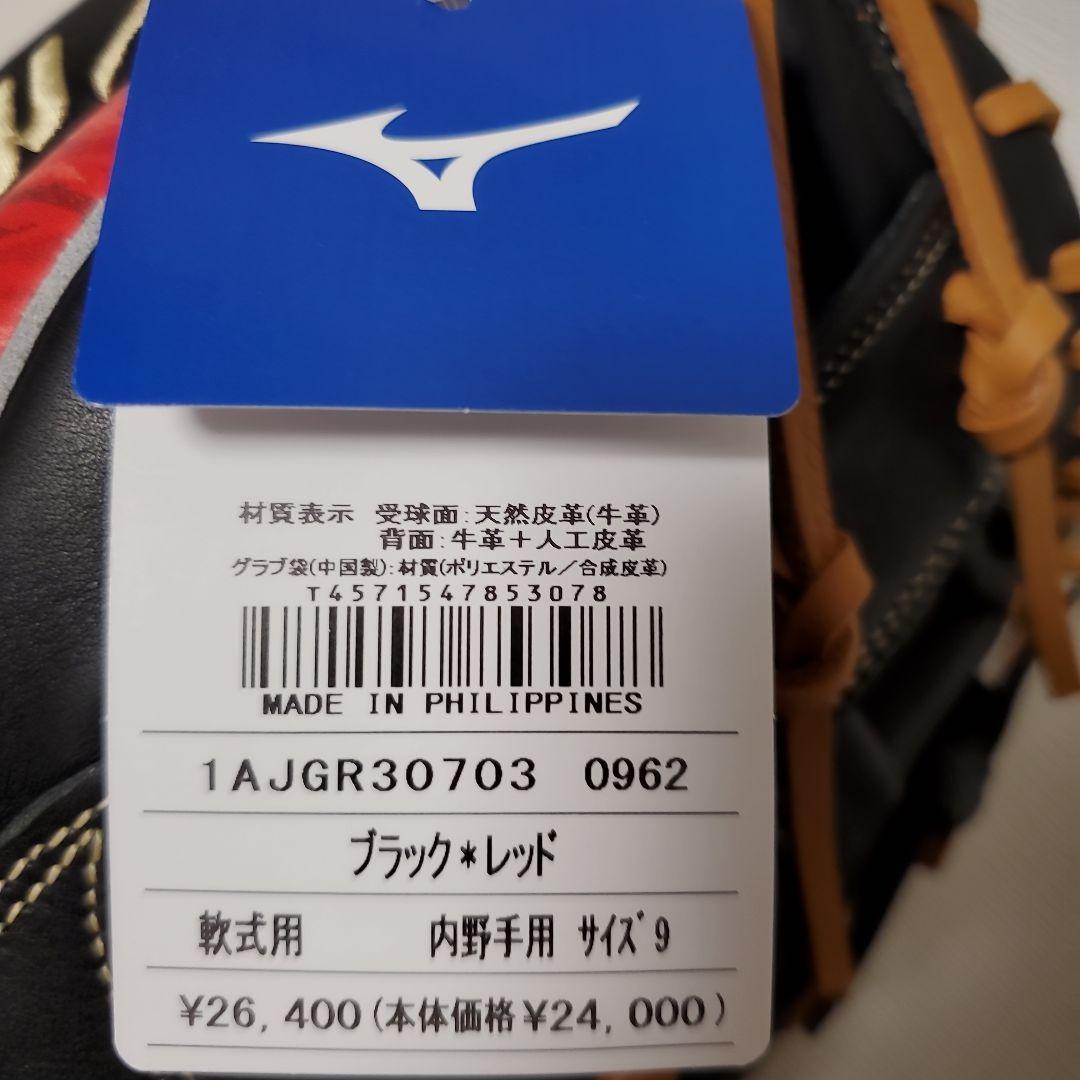 材質表示 受球面:天然皮革(牛革)
背面:牛革+人工皮革
グラブ袋(中国製):材質(ポリエステル/合成皮革)
T4571547853078
MADE IN PHILIPPINES
1AJGR30703 0962
ブラック*レッド
軟式用 内野手用 サイズ9
¥26,400(本体価格¥24,000)